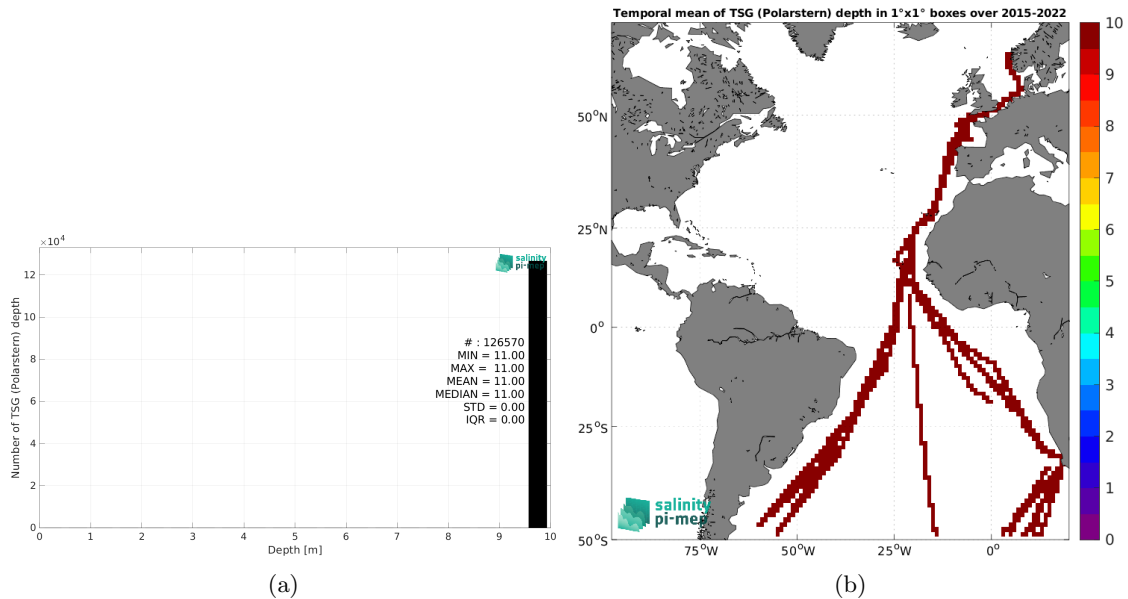 ×10⁴
12
10
8
6
4
2
0
Number of TSG (Polarstern) depth
salinity
pi-mep
# : 126570
MIN = 11.00
MAX = 11.00
MEAN = 11.00
MEDIAN = 11.00
STD = 0.00
IQR = 0.00
0 1 2 3 4 5 6 7 8 9 10
Depth [m]
(a)
Temporal mean of TSG (Polarstern) depth in 1°x1° boxes over 2015-2022
50°N
25°N
0°
25°S
50°S
75°W 50°W 25°W 0°
salinity
pi-mep
10
9
8
7
6
5
4
3
2
1
0
(b)